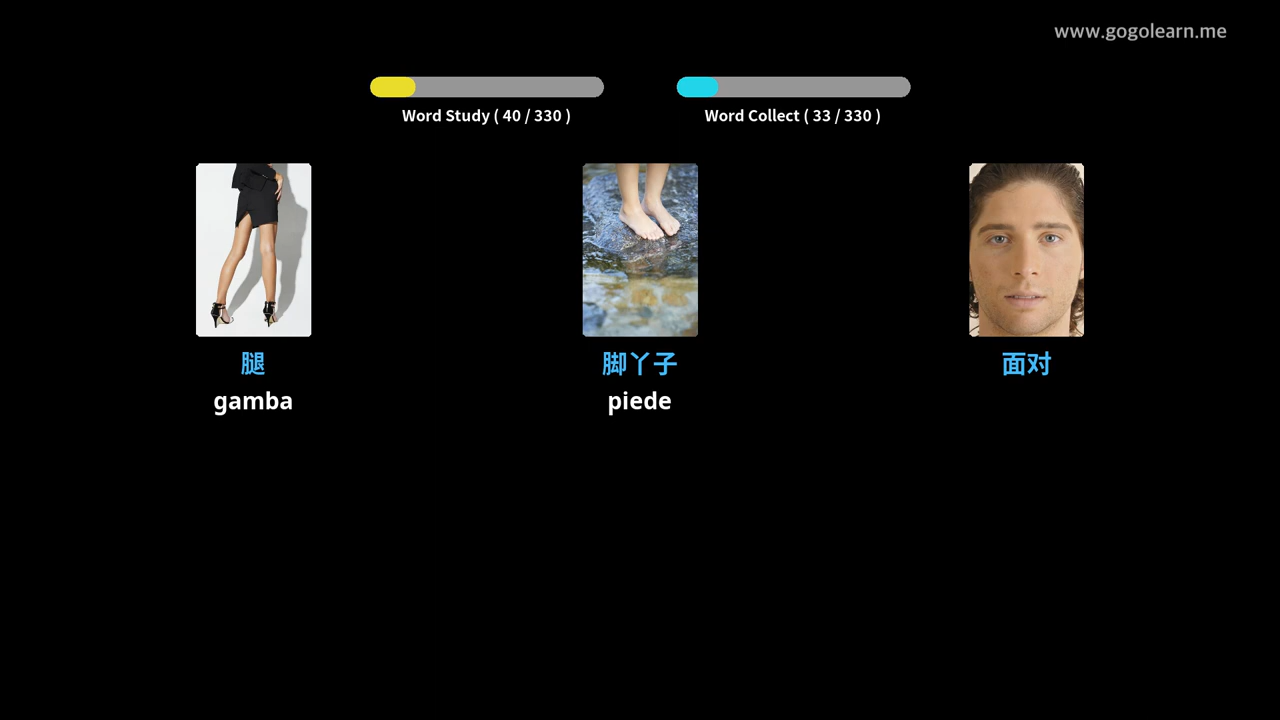 www.gogolearn.me
Word Study ( 40 / 330 )
Word Collect ( 33 / 330 )
腿
gamba
脚丫子
piede
面对